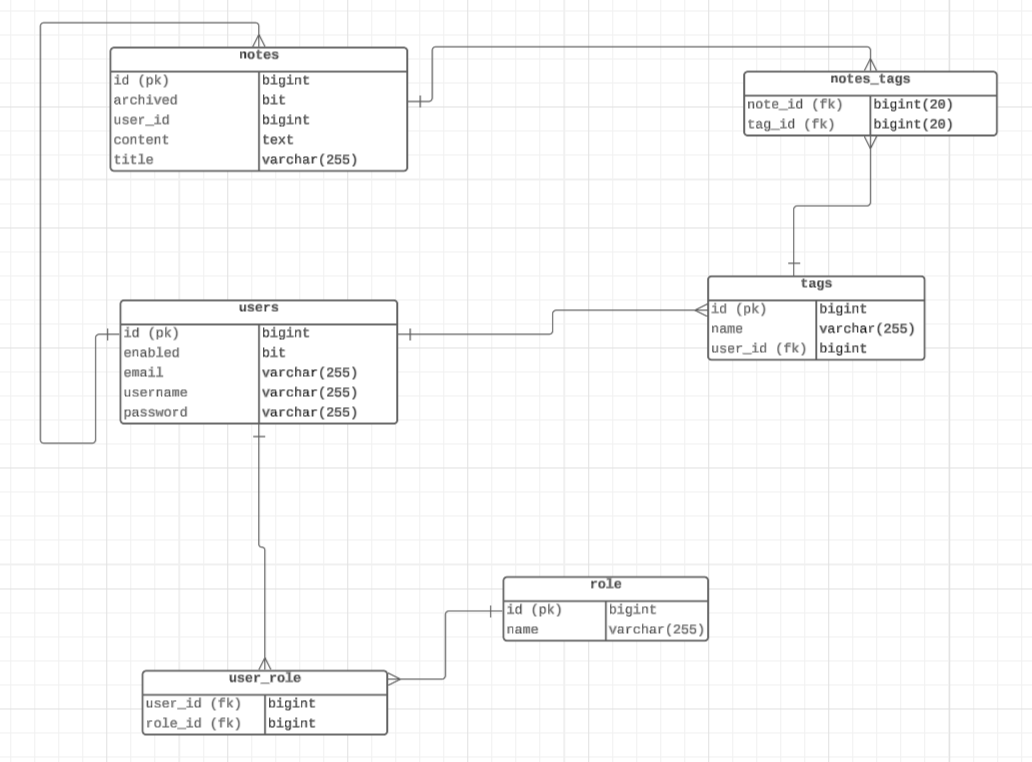 notes
id (pk) bigint
archived bit
user_id bigint
content text
title varchar(255)
notes_tags
note_id (fk) bigint(20)
tag_id (fk) bigint(20)
tags
id (pk) bigint
name varchar(255)
user_id (fk) bigint
users
id (pk) bigint
enabled bit
email varchar(255)
username varchar(255)
password varchar(255)
role
id (pk) bigint
name varchar(255)
user_role
user_id (fk) bigint
role_id (fk) bigint